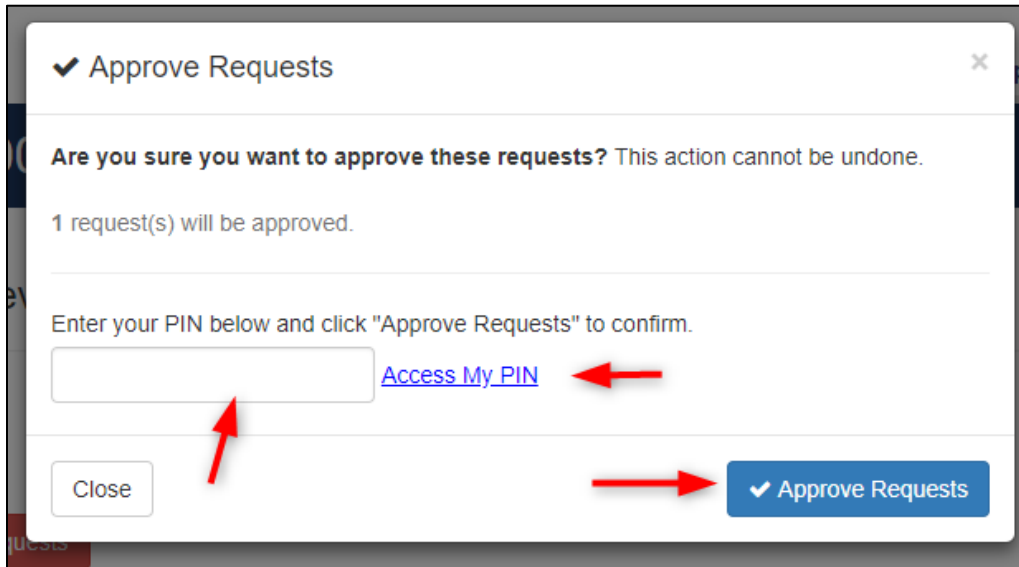 ✔ Approve Requests ×
Are you sure you want to approve these requests? This action cannot be undone.
1 request(s) will be approved.
Enter your PIN below and click "Approve Requests" to confirm.
Access My PIN
Close
✔ Approve Requests